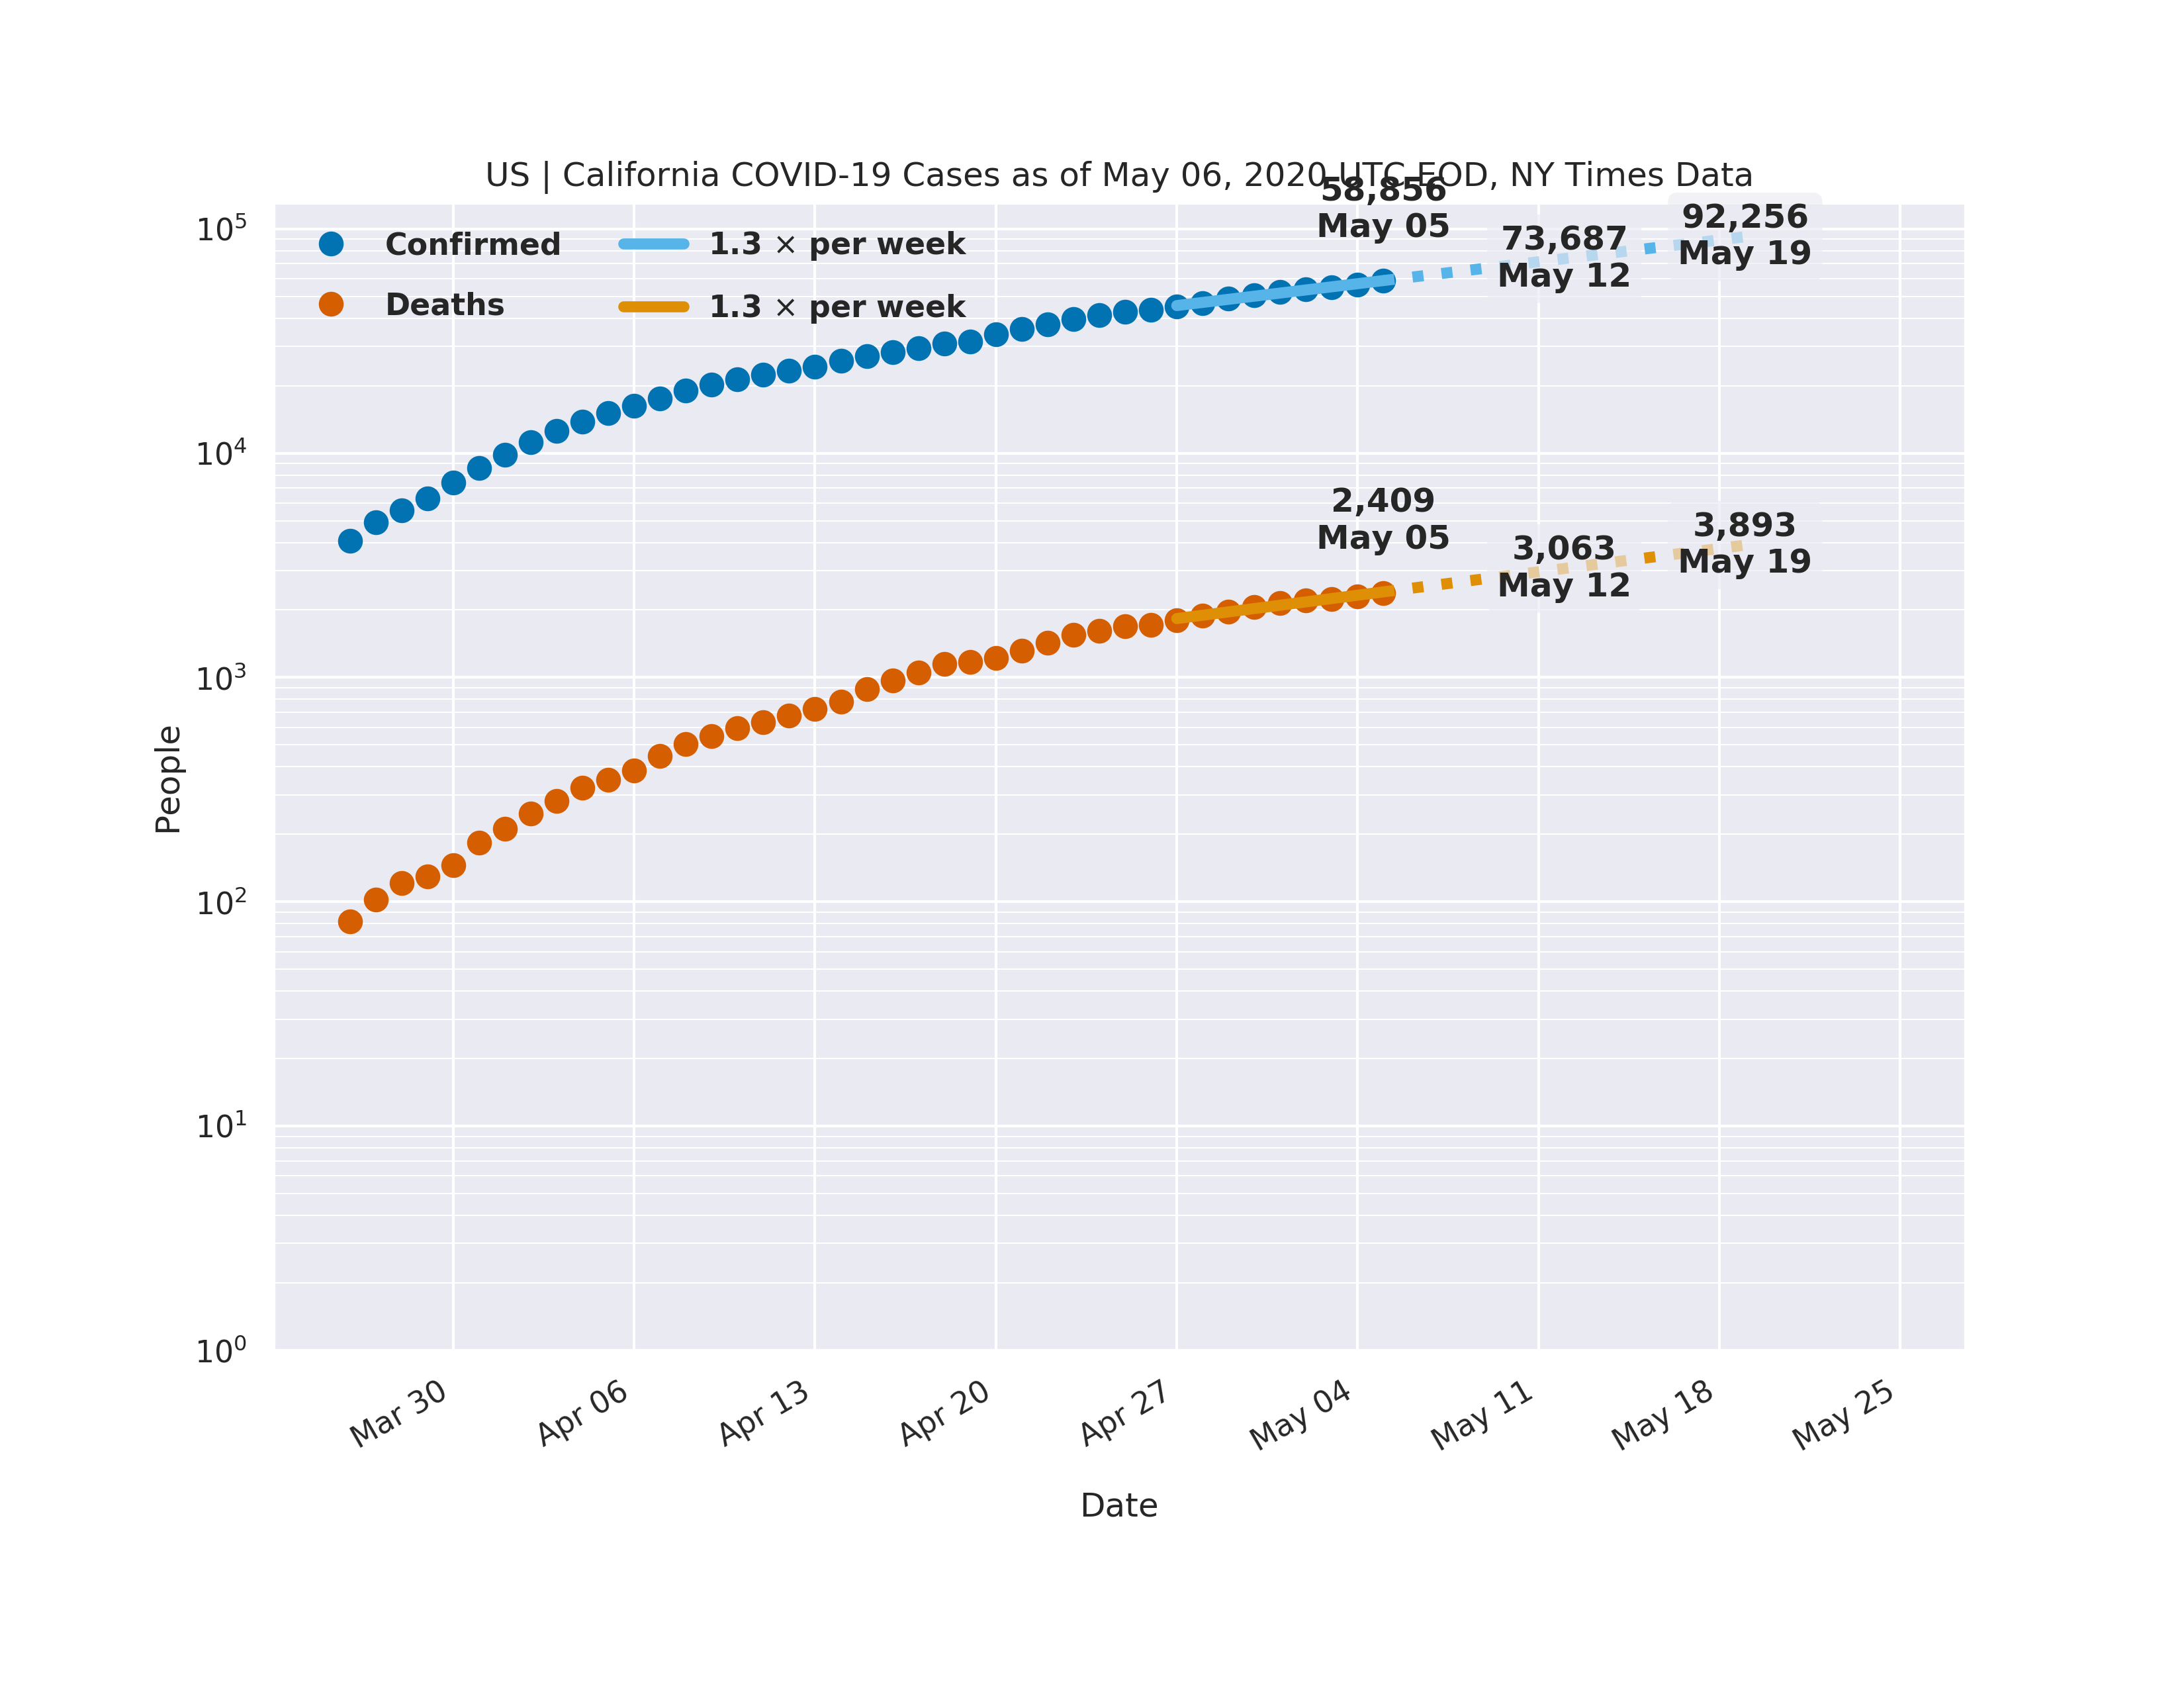 US | California COVID-19 Cases as of May 06, 2020 UTC EOD, NY Times Data
58,856
May 05
73,687
May 12
92,256
May 19
Confirmed
1.3 × per week
Deaths
1.3 × per week
2,409
May 05
3,063
May 12
3,893
May 19
People
10⁵
10⁴
10³
10²
10¹
10⁰
Mar 30
Apr 06
Apr 13
Apr 20
Apr 27
May 04
May 11
May 18
May 25
Date